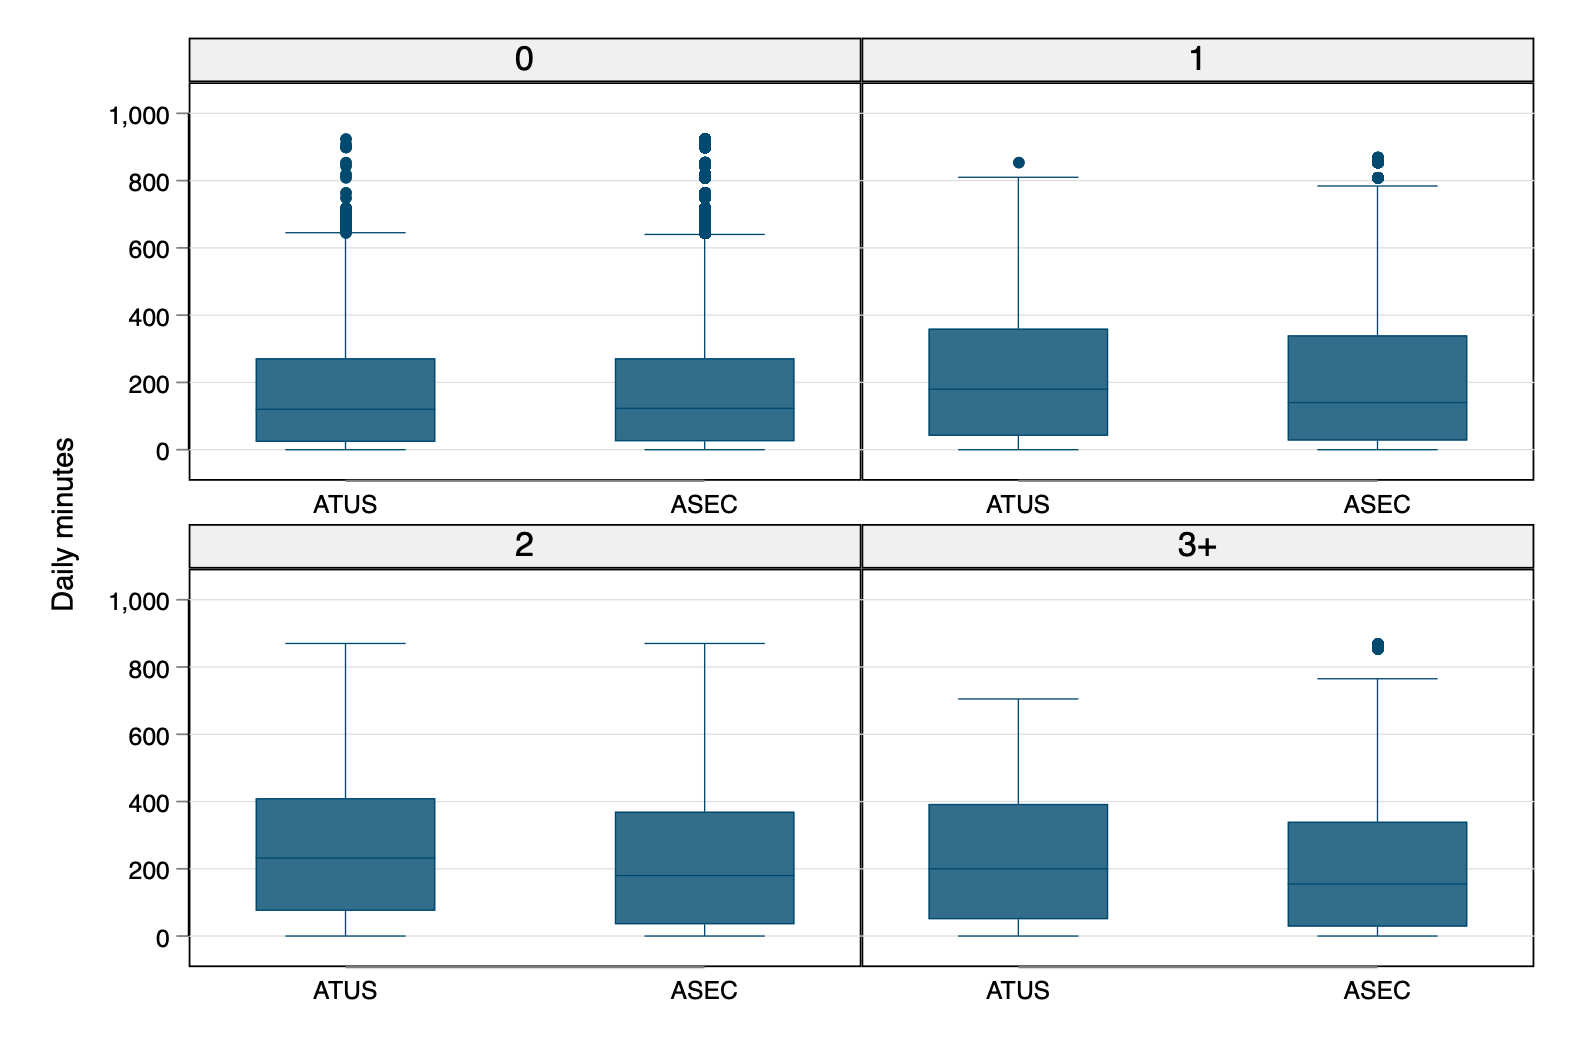 0
1
1,000
800
600
400
200
0
ATUS
ASEC
ATUS
ASEC
Daily minutes
2
3+
1,000
800
600
400
200
0
ATUS
ASEC
ATUS
ASEC